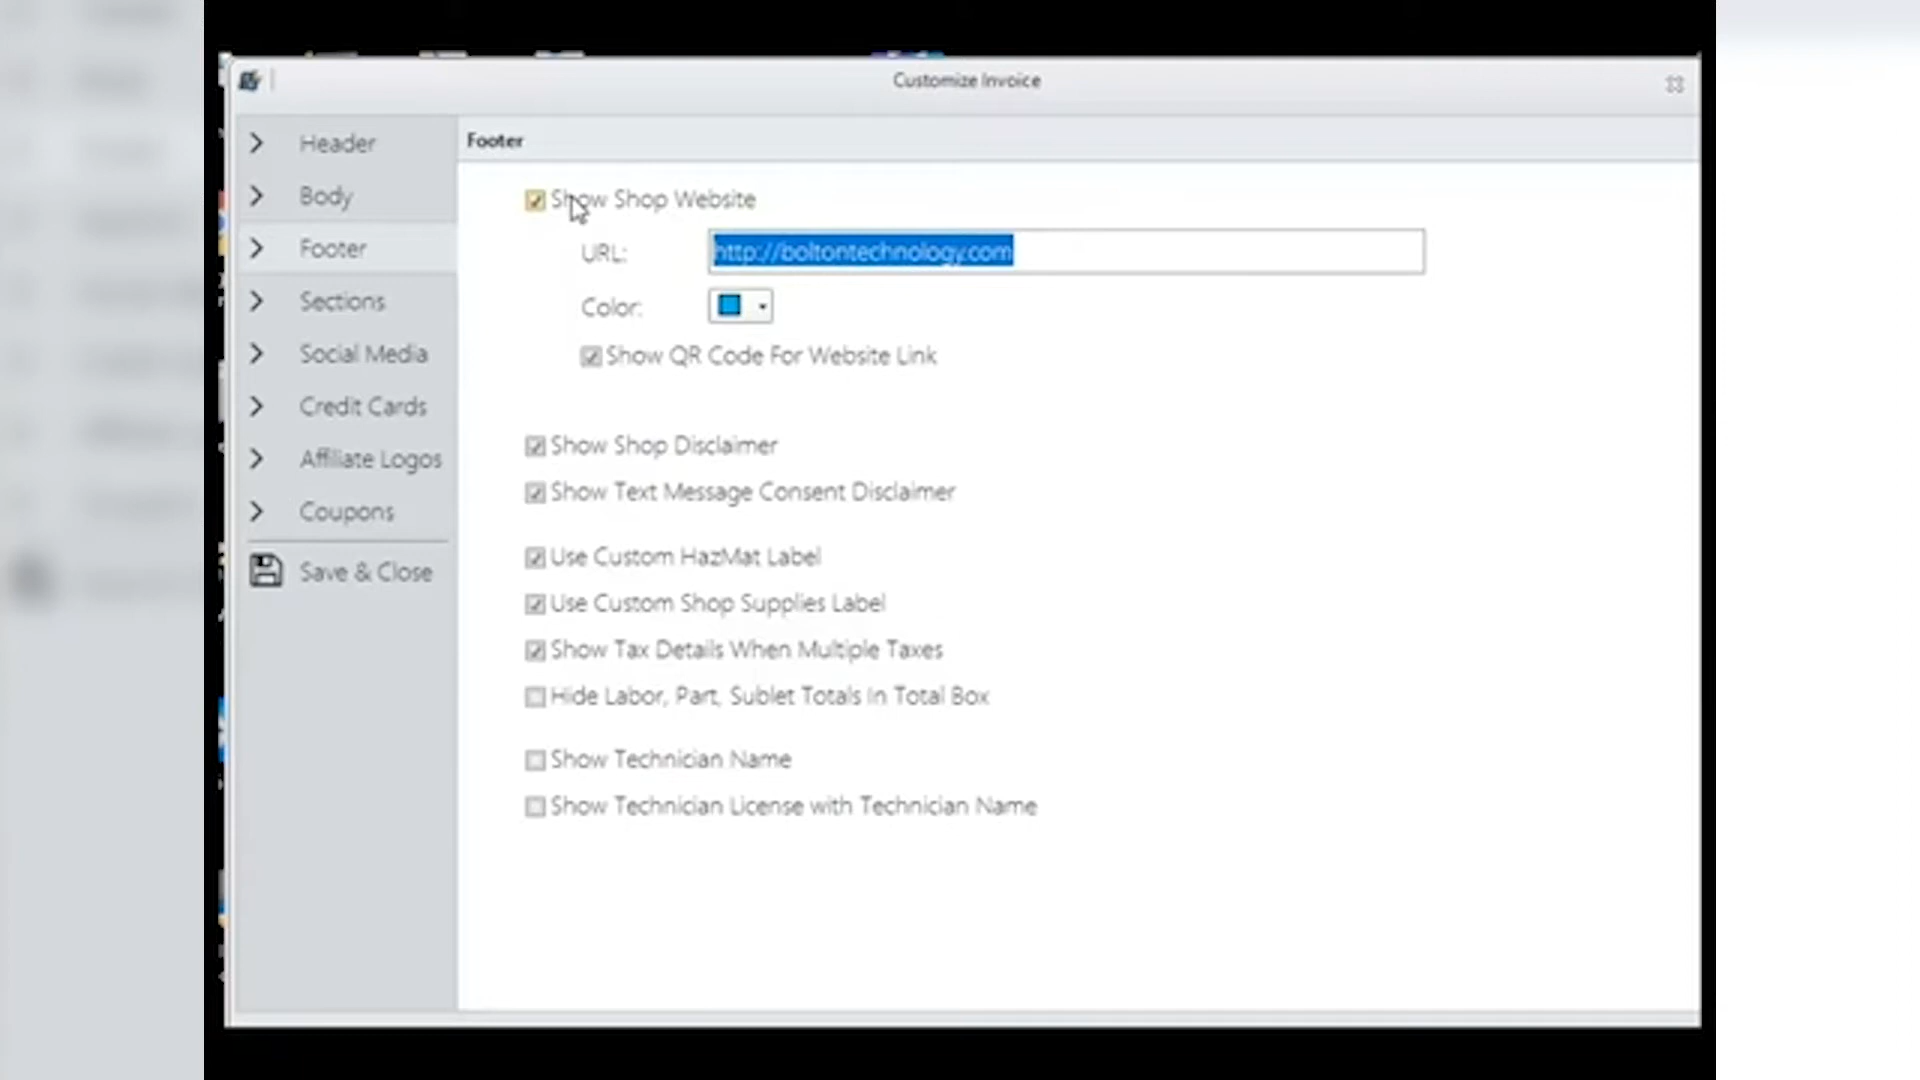 Customize Invoice
Header
Body
Footer
Sections
Social Media
Credit Cards
Affiliate Logos
Coupons
Save & Close
Footer
Show Shop Website
URL: http://boltontechnology.com
Color:
Show QR Code For Website Link
Show Shop Disclaimer
Show Text Message Consent Disclaimer
Use Custom HazMat Label
Use Custom Shop Supplies Label
Show Tax Details When Multiple Taxes
Hide Labor, Part, Sublet Totals In Total Box
Show Technician Name
Show Technician License with Technician Name